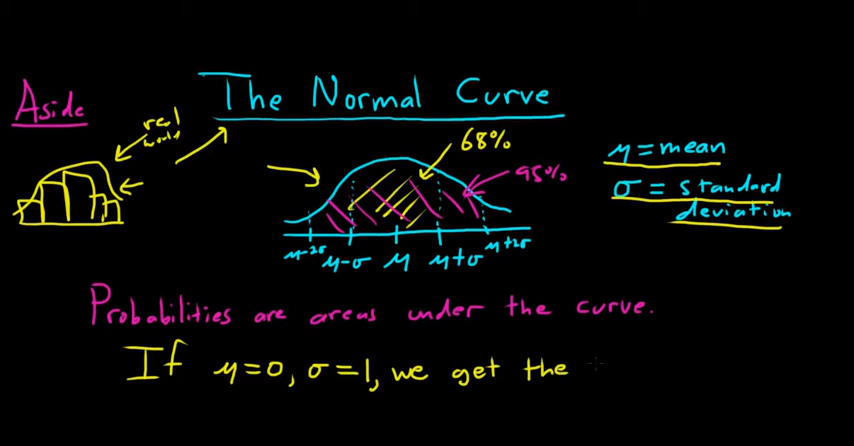 Aside
The Normal Curve
real
world
68%
95%
μ = mean
σ = standard
deviation
μ-2σ μ-σ μ μ+σ μ+2σ
Probabilities are areas under the curve.
If μ=0, σ=1, we get the